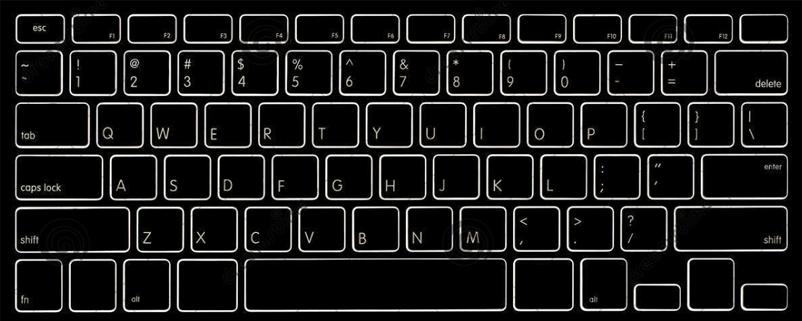 esc F1 F2 F3 F4 F5 F6 F7 F8 F9 F10 F11 F12
~ ! @ # $ % ^ & * ( ) – +
` 1 2 3 4 5 6 7 8 9 0 - = delete
{ } |
tab Q W E R T Y U I O P [ ] \
: “ enter
caps lock A S D F G H J K L ; ‘
< > ?
shift Z X C V B N M , . / shift
fn alt alt